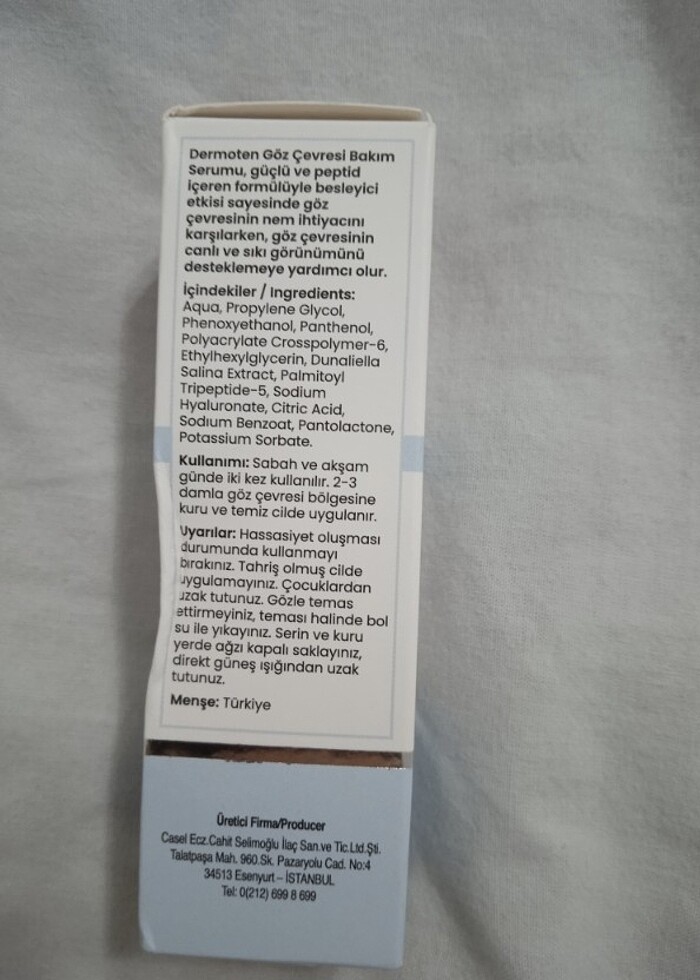 Dermoten Göz Çevresi Bakım
Serumu, güçlü ve peptid
içeren formülüyle besleyici
etkisi sayesinde göz
çevresinin nem ihtiyacını
karşılarken, göz çevresinin
canlı ve sıkı görünümünü
desteklemeye yardımcı olur.
İçindekiler / Ingredients:
Aqua, Propylene Glycol,
Phenoxyethanol, Panthenol,
Polyacrylate Crosspolymer-6,
Ethylhexylglycerin, Dunaliella
Salina Extract, Palmitoyl
Tripeptide-5, Sodium
Hyaluronate, Citric Acid,
Sodium Benzoat, Pantolactone,
Potassium Sorbate.
Kullanımı: Sabah ve akşam
günde iki kez kullanılır. 2-3
damla göz çevresi bölgesine
kuru ve temiz cilde uygulanır.
Uyarılar: Hassasiyet oluşması
durumunda kullanmayı
bırakınız. Tahriş olmuş cilde
uygulamayınız. Çocuklardan
uzak tutunuz. Gözle temas
ettirmeyiniz, teması halinde bol
su ile yıkayınız. Serin ve kuru
yerde ağzı kapalı saklayınız,
direkt güneş ışığından uzak
tutunuz.
Menşe: Türkiye
Üretici Firma/Producer
Casel Ecz.Cahit Selimoğlu İlaç San.ve Tic.Ltd.Şti.
Talatpaşa Mah. 960.Sk. Pazaryolu Cad. No:4
34513 Esenyurt – İSTANBUL
Tel: 0(212) 699 8 699